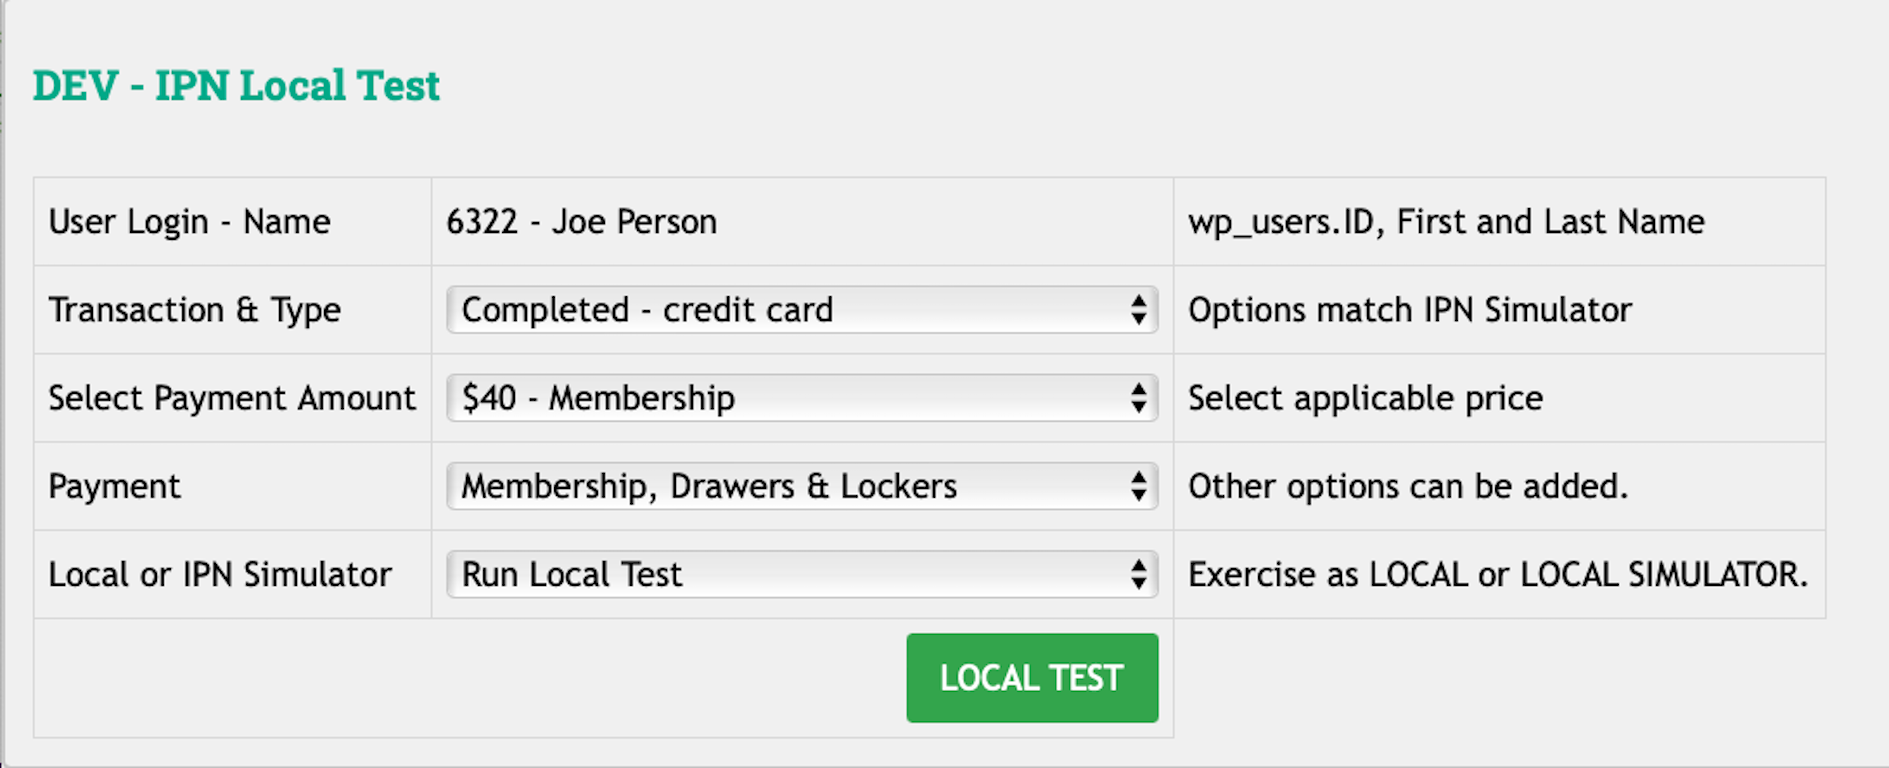 DEV - IPN Local Test
User Login - Name 6322 - Joe Person wp_users.ID, First and Last Name
Transaction & Type Completed - credit card Options match IPN Simulator
Select Payment Amount $40 - Membership Select applicable price
Payment Membership, Drawers & Lockers Other options can be added.
Local or IPN Simulator Run Local Test Exercise as LOCAL or LOCAL SIMULATOR.
LOCAL TEST